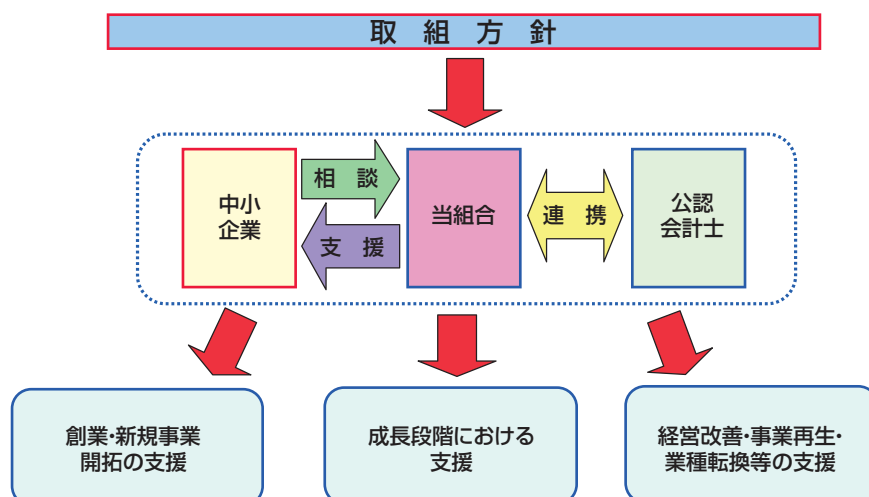 取組方針
相談
中小
企業
当組合
連携
公認
会計士
支援
創業・新規事業
開拓の支援
成長段階における
支援
経営改善・事業再生・
業種転換等の支援